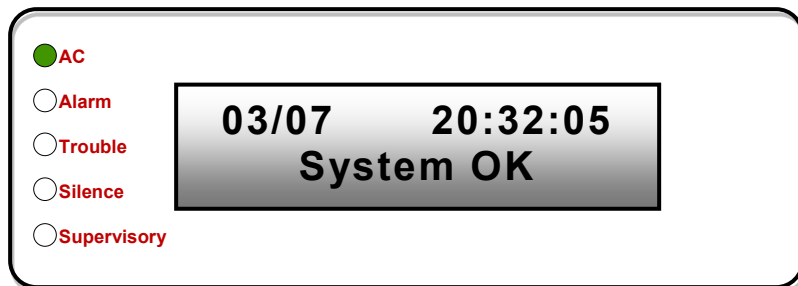 AC
Alarm
Trouble
Silence
Supervisory
03/07 20:32:05
System OK